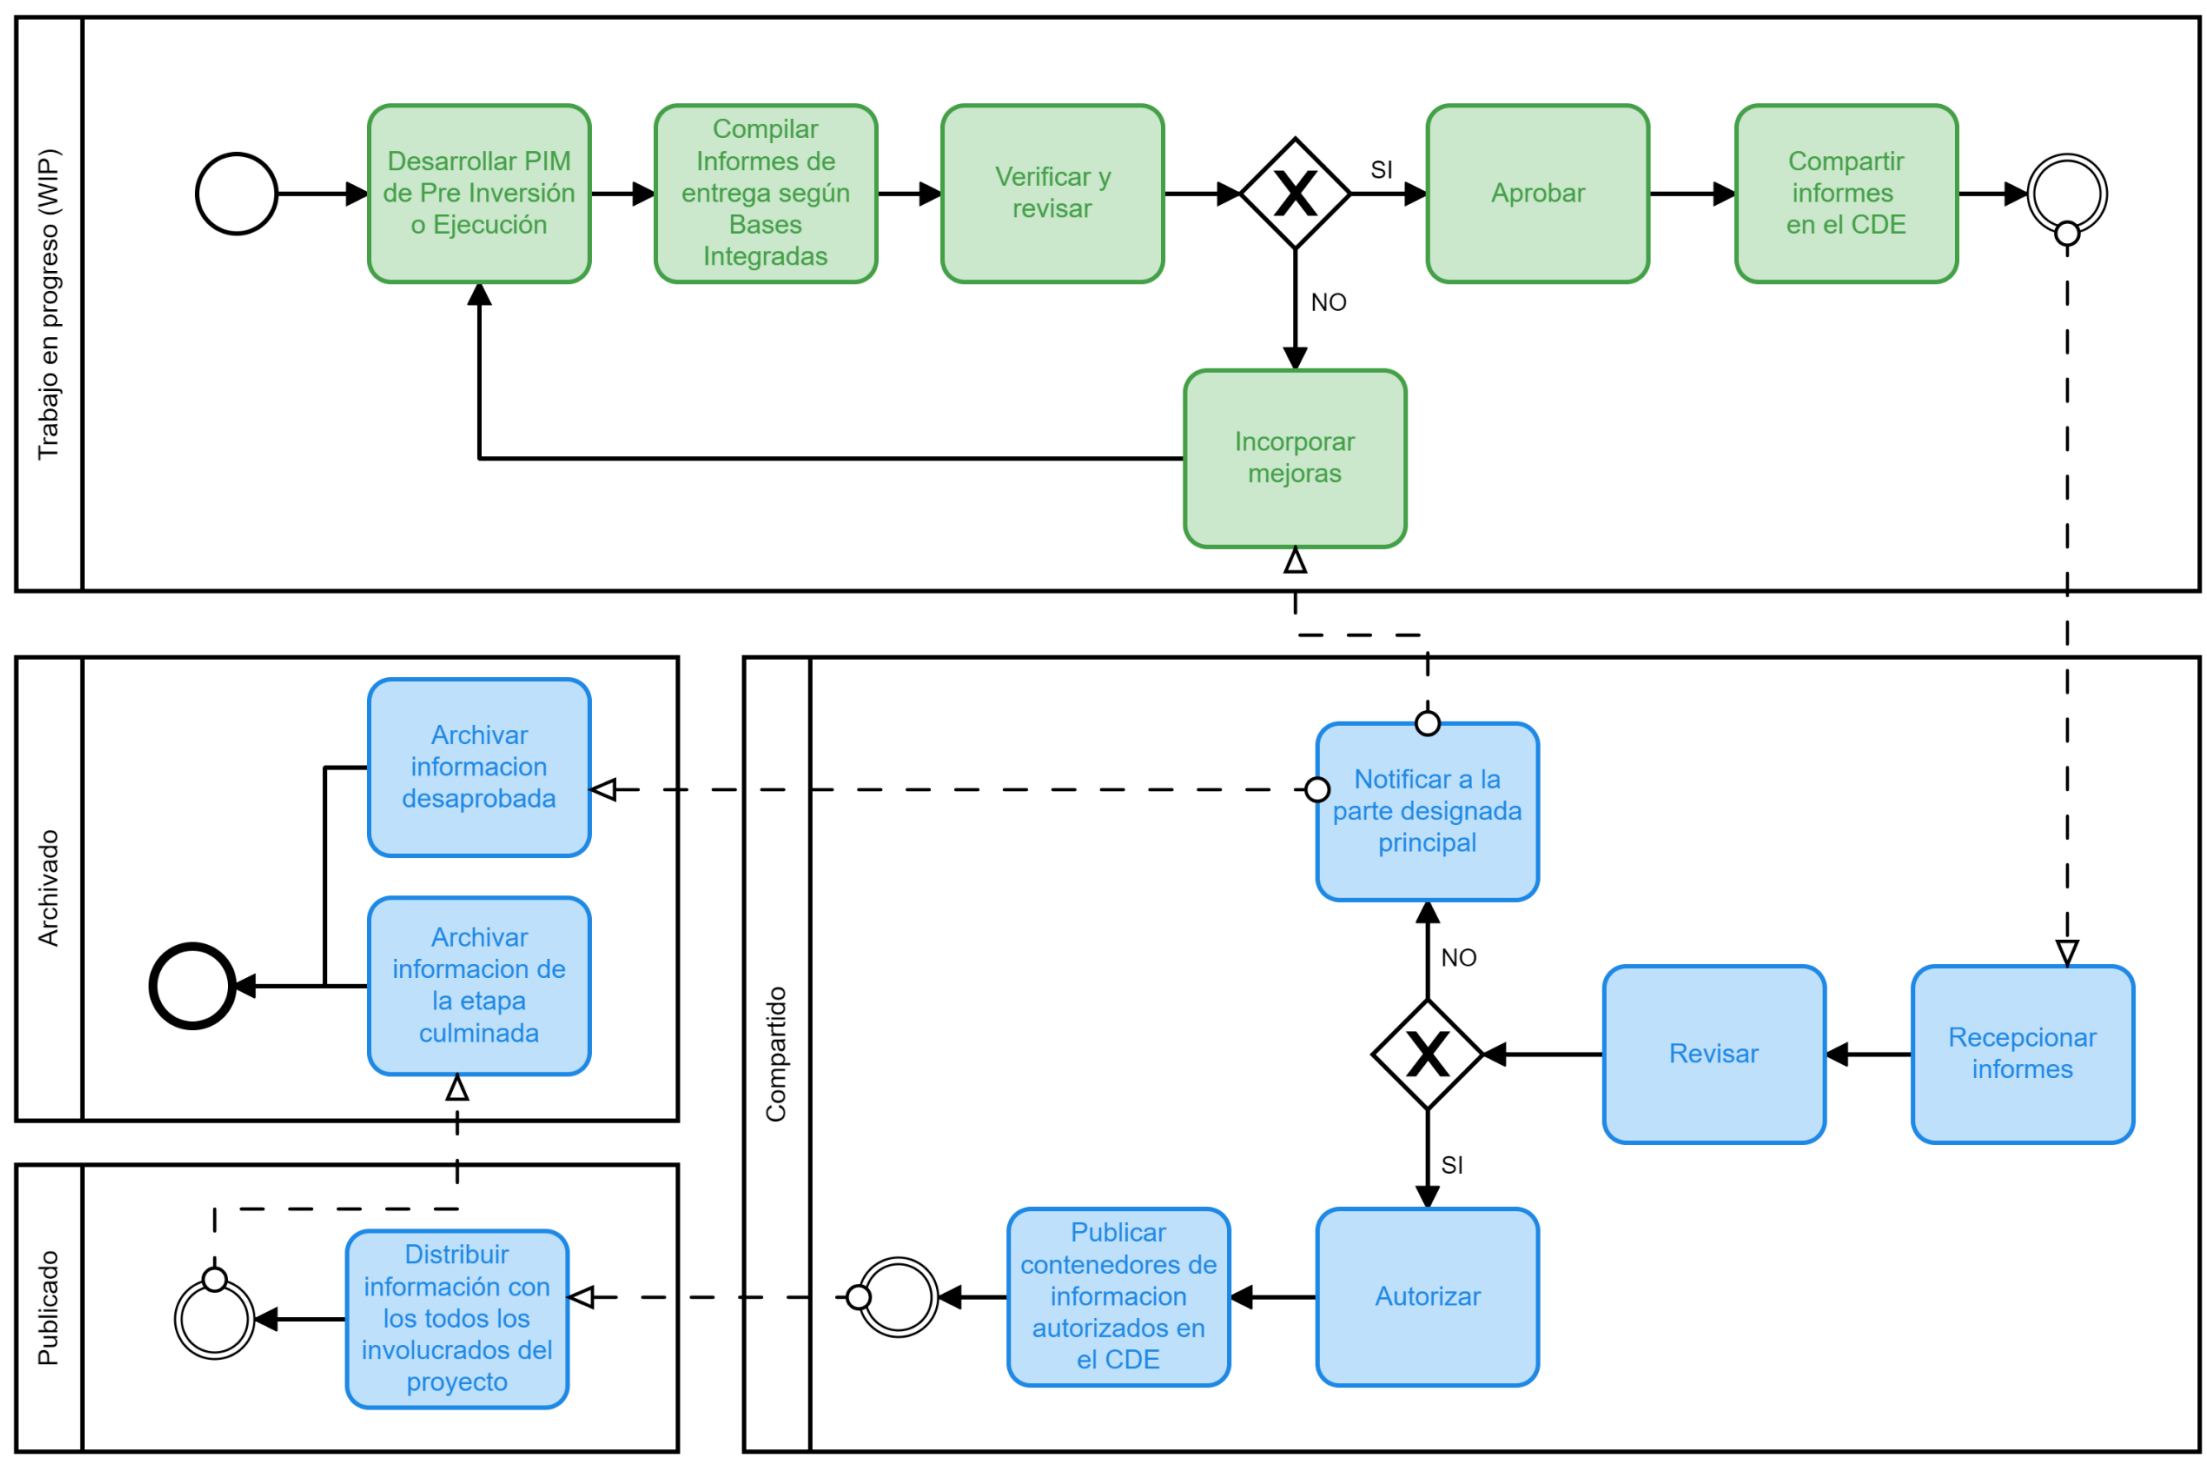 Trabajo en progreso (WIP)
Desarrollar PIM
de Pre Inversión
o Ejecución
Compilar
Informes de
entrega según
Bases
Integradas
Verificar y
revisar
SI
NO
Aprobar
Compartir
informes
en el CDE
Incorporar
mejoras
Archivado
Archivar
informacion
desaprobada
Archivar
informacion de
la etapa
culminada
Compartido
Notificar a la
parte designada
principal
NO
Revisar
Recepcionar
informes
SI
Autorizar
Publicar
contenedores de
informacion
autorizados en
el CDE
Publicado
Distribuir
información con
los todos los
involucrados del
proyecto